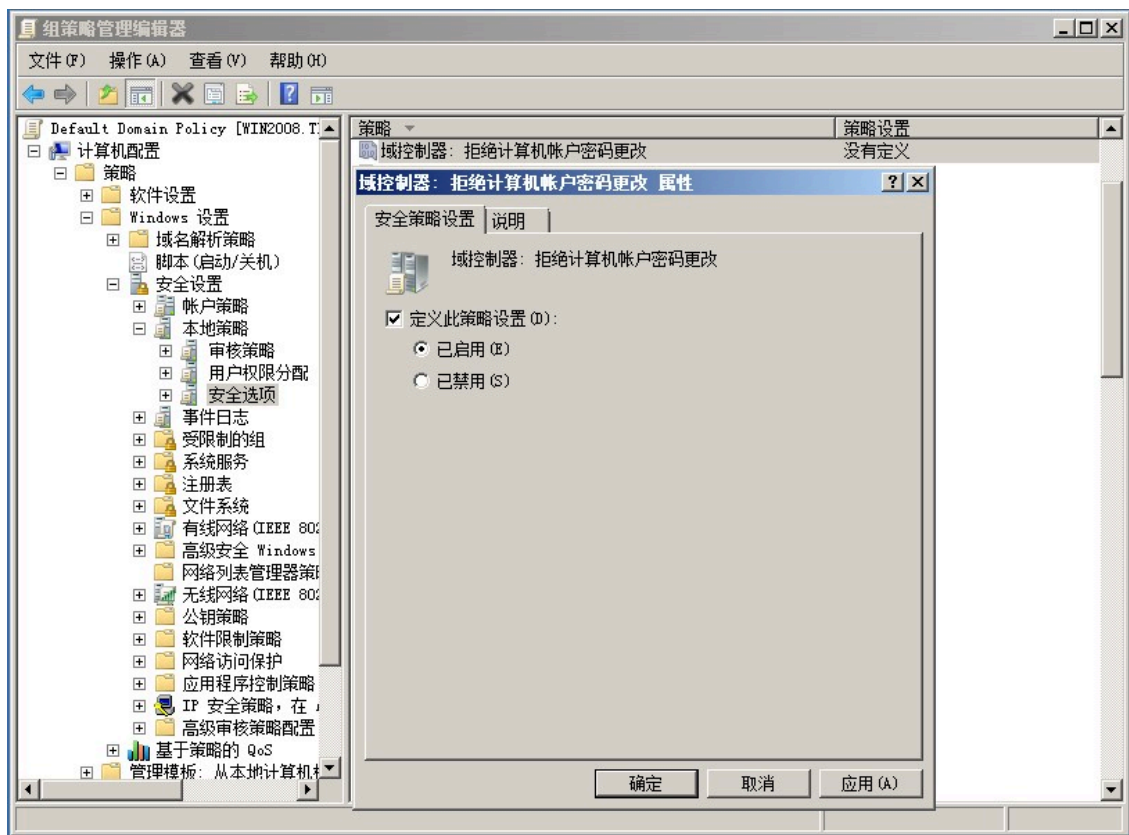 组策略管理编辑器
文件(F) 操作(A) 查看(V) 帮助(H)
Default Domain Policy [WIN2008.T
计算机配置
策略
软件设置
Windows 设置
域名解析策略
脚本(启动/关机)
安全设置
帐户策略
本地策略
审核策略
用户权限分配
安全选项
事件日志
受限制的组
系统服务
注册表
文件系统
有线网络(IEEE 802
高级安全 Windows
网络列表管理器策
无线网络(IEEE 802
公钥策略
软件限制策略
网络访问保护
应用程序控制策略
IP 安全策略，在
高级审核策略配置
基于策略的 QoS
管理模板: 从本地计算机
策略 策略设置
域控制器: 拒绝计算机帐户密码更改 没有定义
域控制器: 拒绝计算机帐户密码更改 属性
安全策略设置 说明
域控制器: 拒绝计算机帐户密码更改
定义此策略设置(D):
已启用(E)
已禁用(S)
确定 取消 应用(A)